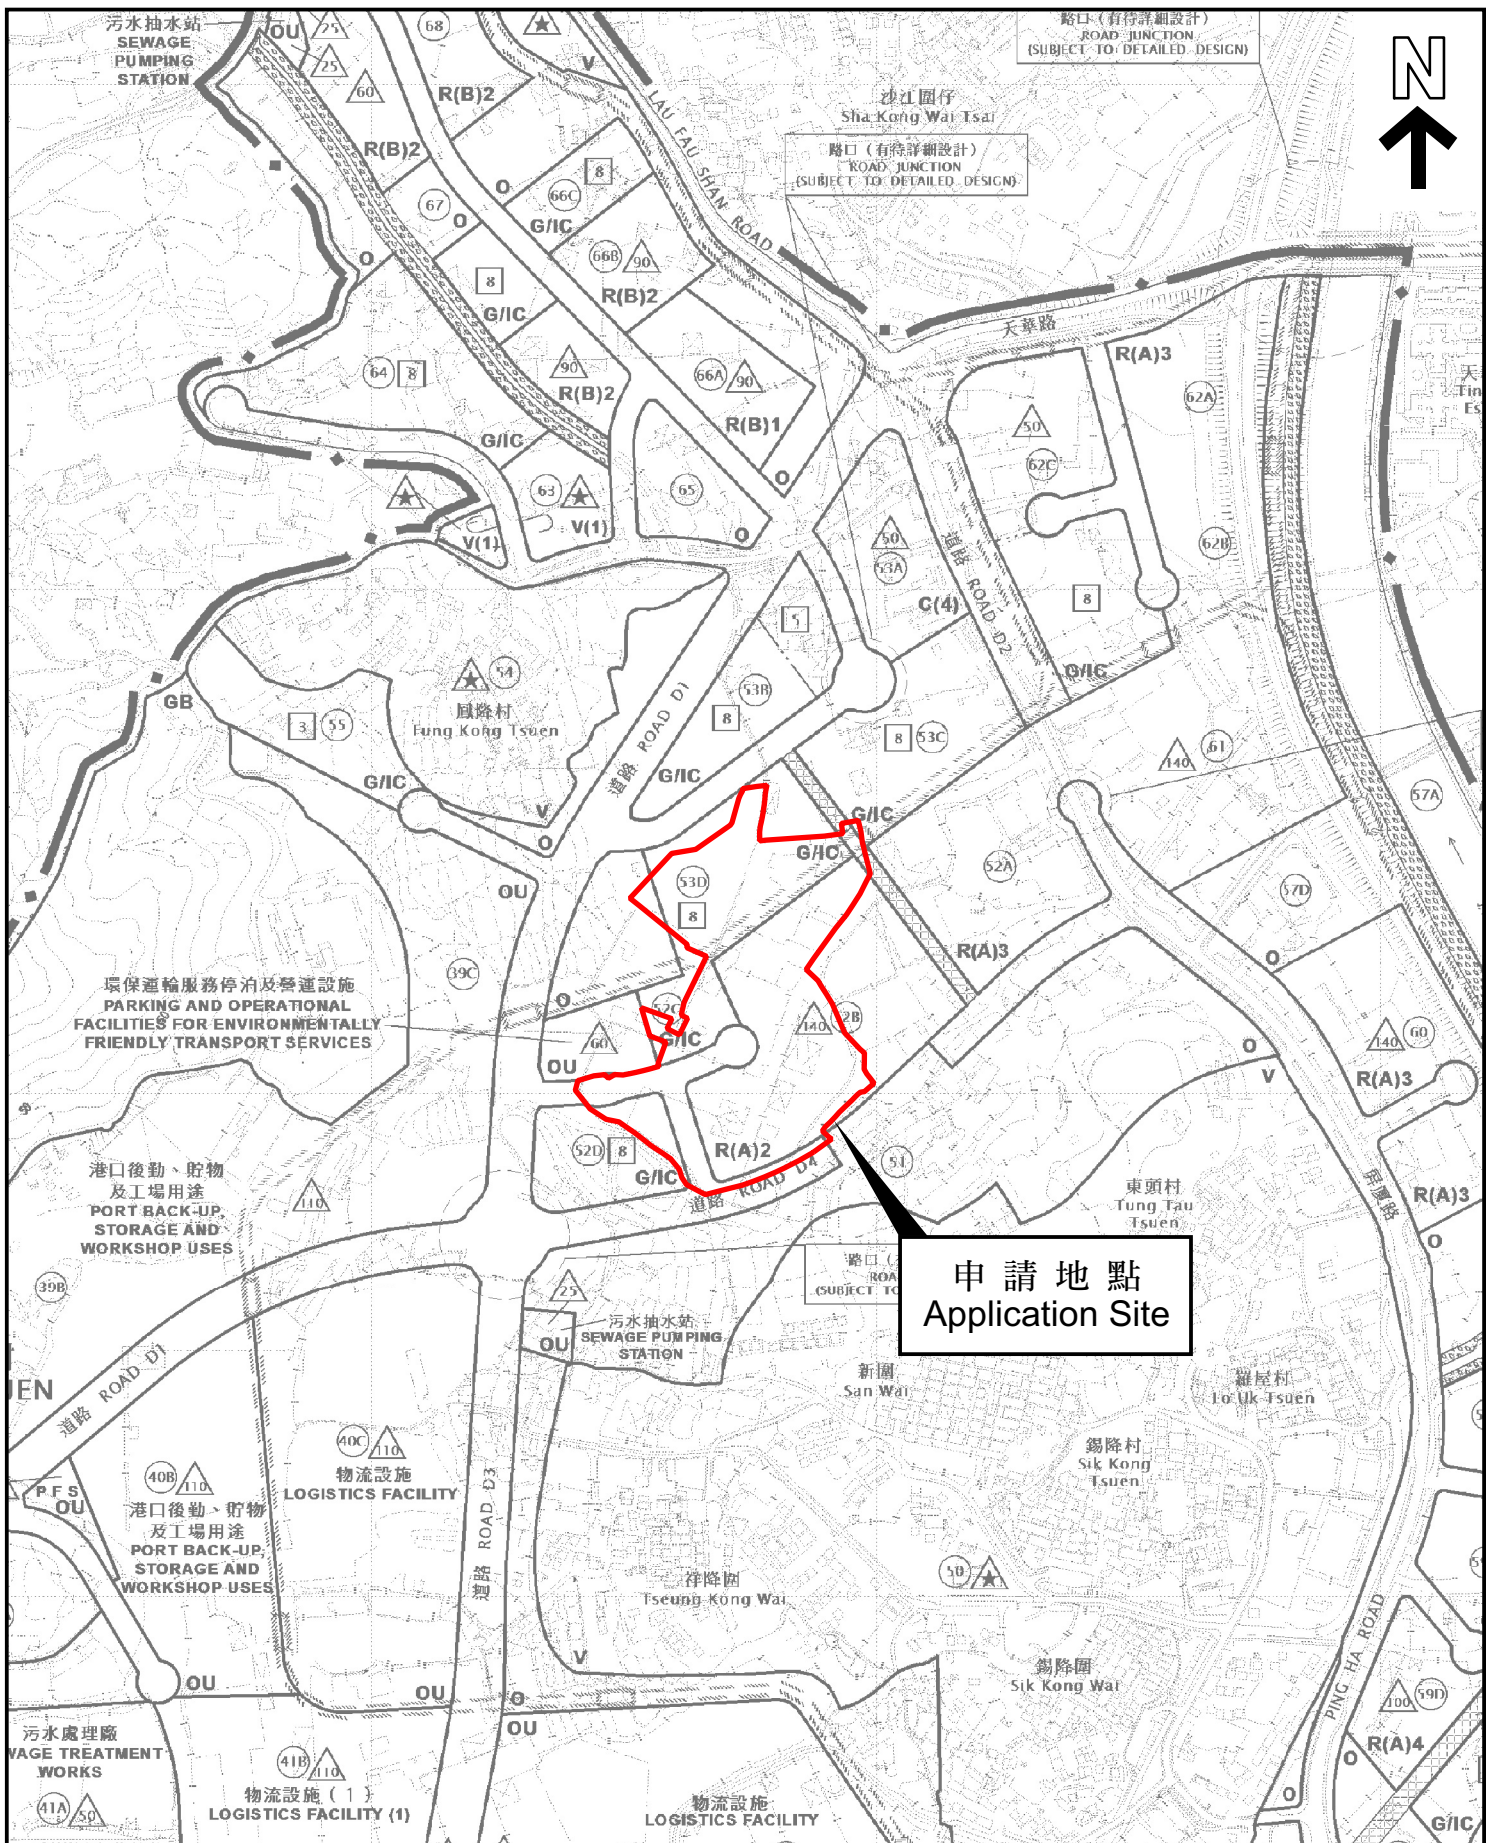 污水抽水站
SEWAGE
PUMPING
STATION
OU
25
25
60
68
R(B)2
V
LAU FAU SHAN ROAD
沙江圍仔
Sha Kong Wai Tsai
路口（有待詳細設計）
ROAD JUNCTION
(SUBJECT TO DETAILED DESIGN)
N
路口（有待詳細設計）
ROAD JUNCTION
(SUBJECT TO DETAILED DESIGN)
R(B)2
67
O
O
66C
8
G/IC
O
8
G/IC
66B
90
R(B)2
天華路
R(A)3
64
8
90
R(B)2
66A
90
R(B)1
62A
50
62C
G/IC
63
V(1)
V(1)
65
O
O
50
53A
道路 ROAD D2
62B
C(4)
8
5
G/IC
GB
54
鳳降村
Fung Kong Tsuen
3
55
道路 ROAD D1
53B
8
8
53C
140
61
G/IC
G/IC
V
O
57A
G/IC
G/IC
OU
53D
8
52A
57D
39C
R(A)3
O
環保運輸服務停泊及營運設施
PARKING AND OPERATIONAL
FACILITIES FOR ENVIRONMENTALLY
FRIENDLY TRANSPORT SERVICES
O
60
OU
G/IC
140
140
60
O
V
R(A)3
52D
8
G/IC
R(A)2
道路 ROAD D4
51
港口後勤、貯物
及工場用途
PORT BACK-UP,
STORAGE AND
WORKSHOP USES
110
東頭村
Tung Tau
Tsuen
屏厦路
R(A)3
O
申請地點
Application Site
路口（
ROA
(SUBJECT TO
39B
25
OU
污水抽水站
SEWAGE PUMPING
STATION
道路 ROAD D1
UEN
新圍
San Wai
羅屋村
Lo Uk Tsuen
40C
110
物流設施
LOGISTICS FACILITY
錫降村
Sik Kong
Tsuen
P F S
OU
40B
110
港口後勤、貯物
及工場用途
PORT BACK-UP,
STORAGE AND
WORKSHOP USES
道路 ROAD D3
祥降圍
Tseung Kong Wai
50
V
錫降圍
Sik Kong Wai
PING HA ROAD
OU
OU
O
OU
100
59D
R(A)4
O
O
污水處理廠
WAGE TREATMENT
WORKS
41A
50
41B
110
物流設施（1）
LOGISTICS FACILITY (1)
物流設施
LOGISTICS FACILITY
G/IC